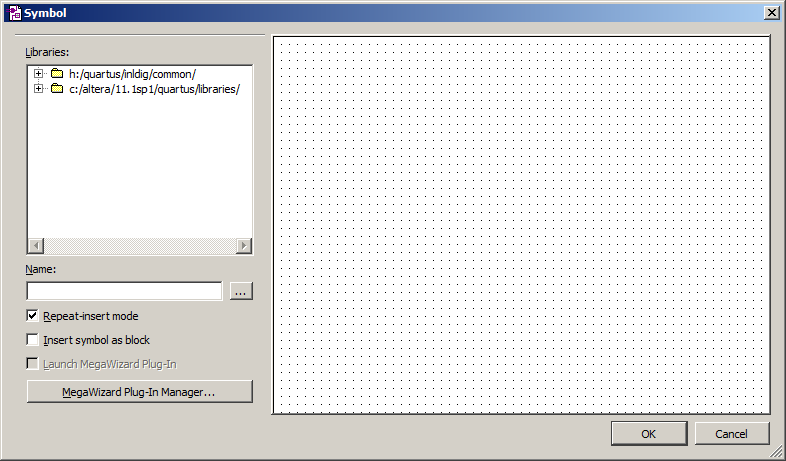 Symbol
Libraries:
h:/quartus/inldig/common/
c:/altera/11.1sp1/quartus/libraries/
Name:
...
Repeat-insert mode
Insert symbol as block
Launch MegaWizard Plug-In
MegaWizard Plug-In Manager...
OK
Cancel